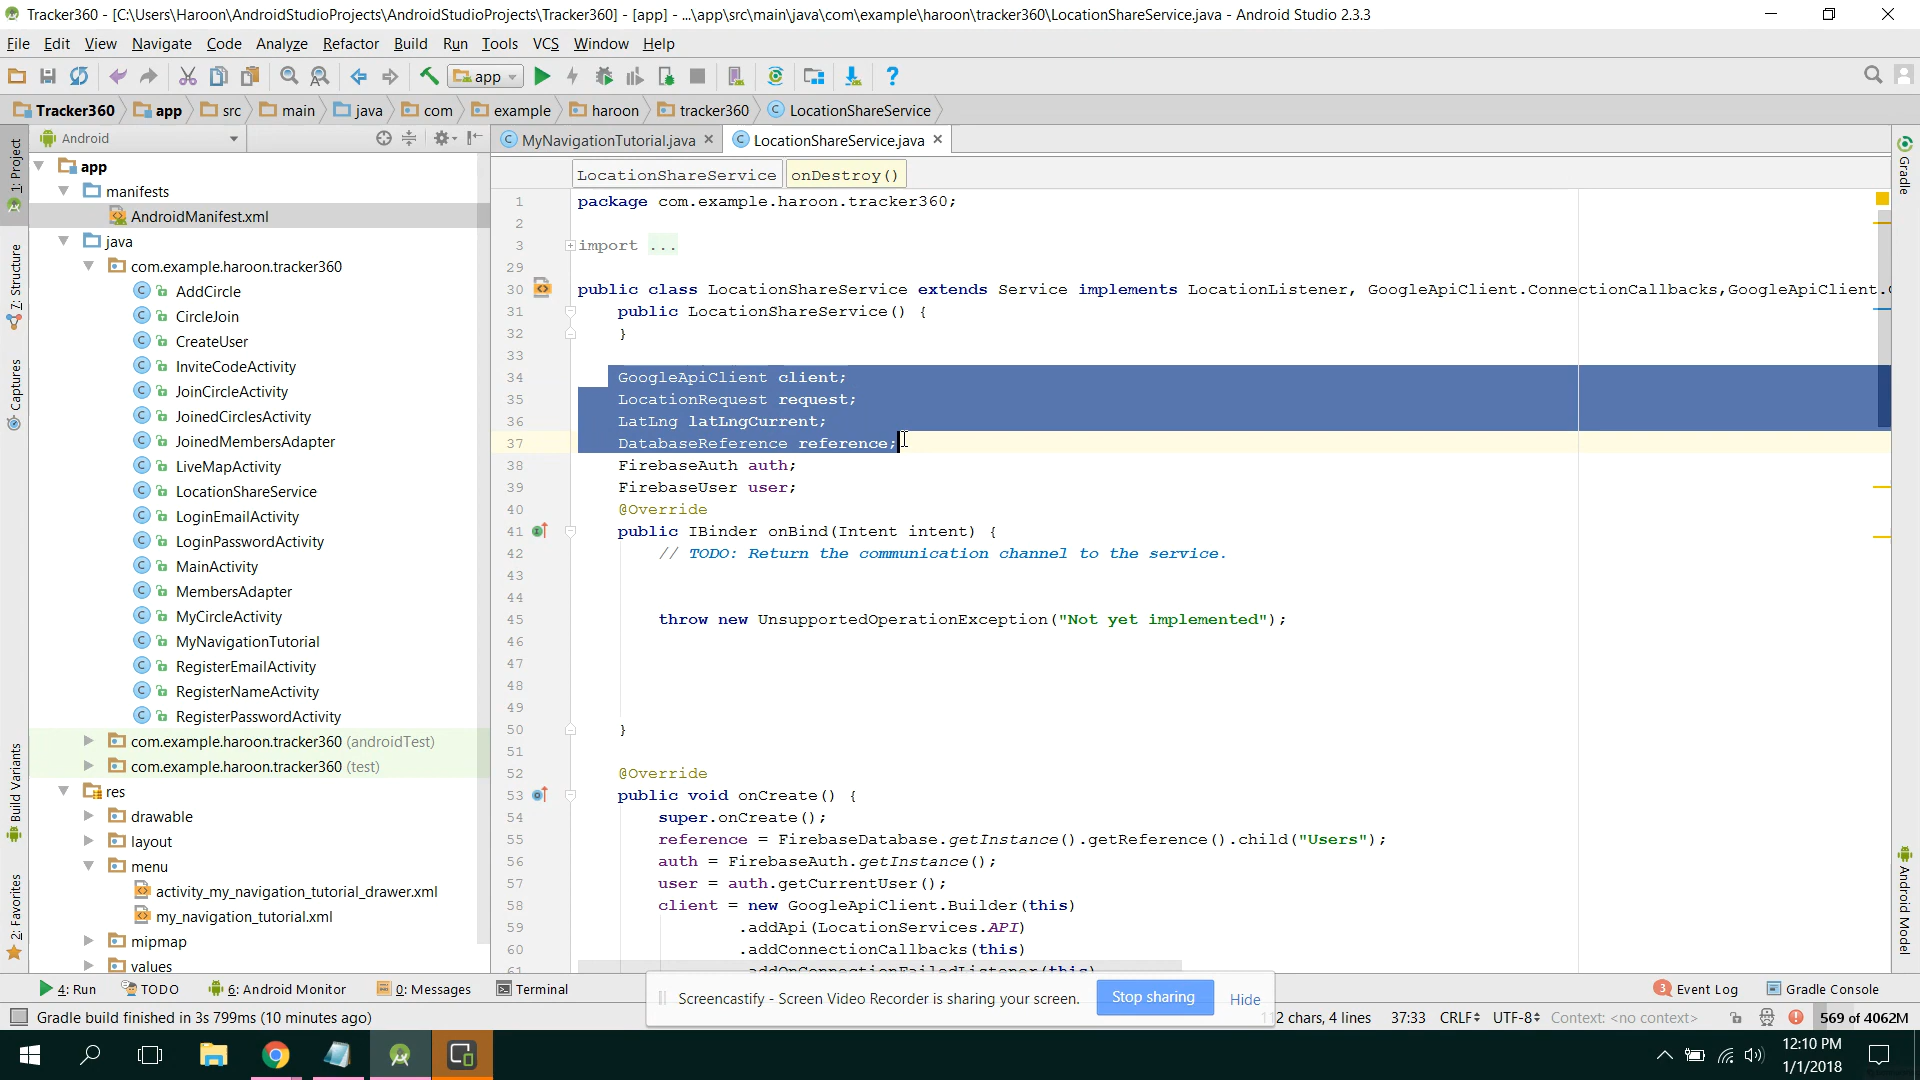 Tracker360 - [C:\Users\Haroon\AndroidStudioProjects\AndroidStudioProjects\Tracker360] - [app] - ...\app\src\main\java\com\example\haroon\tracker360\LocationShareService.java - Android Studio 2.3.3
File Edit View Navigate Code Analyze Refactor Build Run Tools VCS Window Help
app
Tracker360 app src main java com example haroon tracker360 LocationShareService
Android
MyNavigationTutorial.java LocationShareService.java
LocationShareService onDestroy()
1: Project
7: Structure
Captures
Build Variants
2: Favorites
app
manifests
AndroidManifest.xml
java
com.example.haroon.tracker360
AddCircle
CircleJoin
CreateUser
InviteCodeActivity
JoinCircleActivity
JoinedCirclesActivity
JoinedMembersAdapter
LiveMapActivity
LocationShareService
LoginEmailActivity
LoginPasswordActivity
MainActivity
MembersAdapter
MyCircleActivity
MyNavigationTutorial
RegisterEmailActivity
RegisterNameActivity
RegisterPasswordActivity
com.example.haroon.tracker360 (androidTest)
com.example.haroon.tracker360 (test)
res
drawable
layout
menu
activity_my_navigation_tutorial_drawer.xml
my_navigation_tutorial.xml
mipmap
values
1 package com.example.haroon.tracker360;
2
3 import ...
29
30 public class LocationShareService extends Service implements LocationListener, GoogleApiClient.ConnectionCallbacks,GoogleApiClient.
31 public LocationShareService() {
32 }
33
34 GoogleApiClient client;
35 LocationRequest request;
36 LatLng latLngCurrent;
37 DatabaseReference reference;
38 FirebaseAuth auth;
39 FirebaseUser user;
40 @Override
41 public IBinder onBind(Intent intent) {
42 // TODO: Return the communication channel to the service.
43
44
45 throw new UnsupportedOperationException("Not yet implemented");
46
47
48
49
50 }
51
52 @Override
53 public void onCreate() {
54 super.onCreate();
55 reference = FirebaseDatabase.getInstance().getReference().child("Users");
56 auth = FirebaseAuth.getInstance();
57 user = auth.getCurrentUser();
58 client = new GoogleApiClient.Builder(this)
59 .addApi(LocationServices.API)
60 .addConnectionCallbacks(this)
61 .addOnConnectionFailedListener(this)
Gradle
Android Model
4: Run TODO 6: Android Monitor 0: Messages Terminal
Screencastify - Screen Video Recorder is sharing your screen. Stop sharing Hide
3 Event Log Gradle Console
Gradle build finished in 3s 799ms (10 minutes ago)
2 chars, 4 lines 37:33 CRLF UTF-8 Context: <no context> 569 of 4062M
12:10 PM
1/1/2018